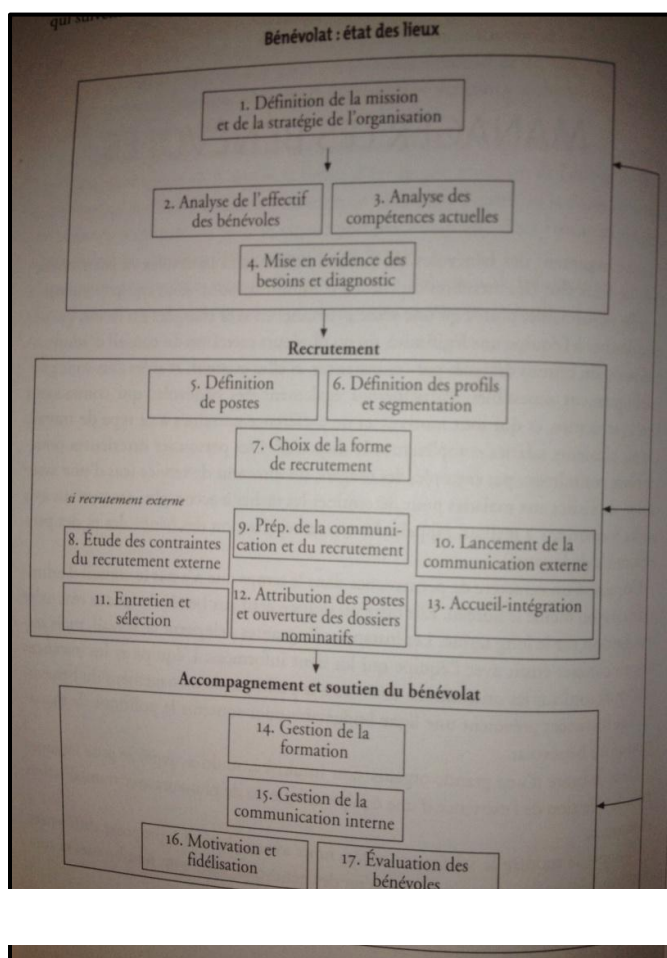 Bénévolat : état des lieux
1. Définition de la mission
et de la stratégie de l'organisation
2. Analyse de l'effectif
des bénévoles
3. Analyse des
compétences actuelles
4. Mise en évidence des
besoins et diagnostic
Recrutement
5. Définition
de postes
6. Définition des profils
et segmentation
7. Choix de la forme
de recrutement
si recrutement externe
8. Étude des contraintes
du recrutement externe
9. Prép. de la communi-
cation et du recrutement
10. Lancement de la
communication externe
11. Entretien et
sélection
12. Attribution des postes
et ouverture des dossiers
nominatifs
13. Accueil-intégration
Accompagnement et soutien du bénévolat
14. Gestion de la
formation
15. Gestion de la
communication interne
16. Motivation et
fidélisation
17. Évaluation des
bénévoles